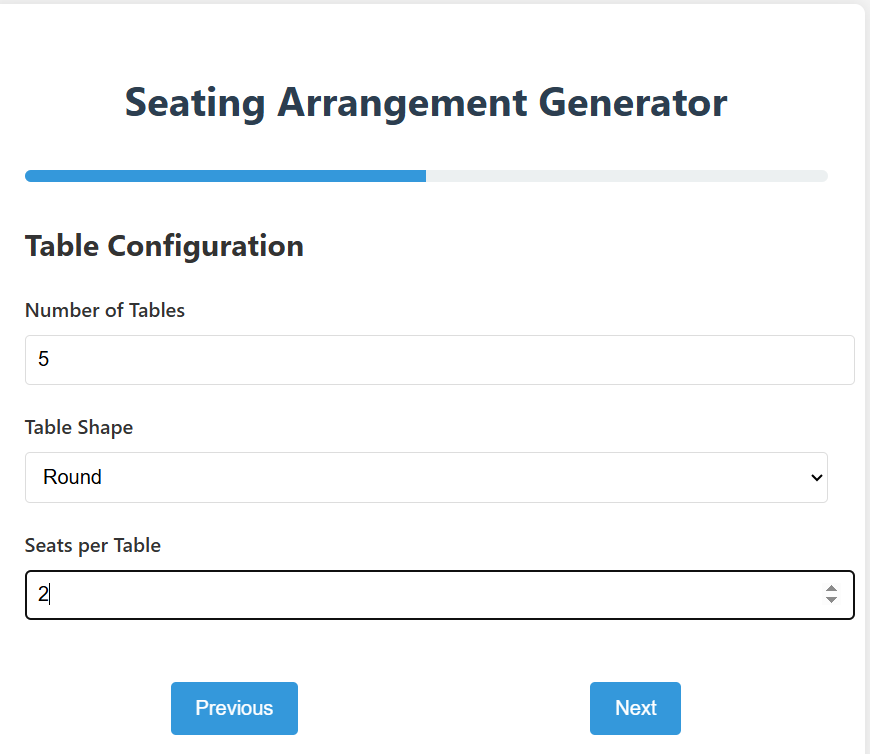 Seating Arrangement Generator
Table Configuration
Number of Tables
5
Table Shape
Round
Seats per Table
2
Previous
Next